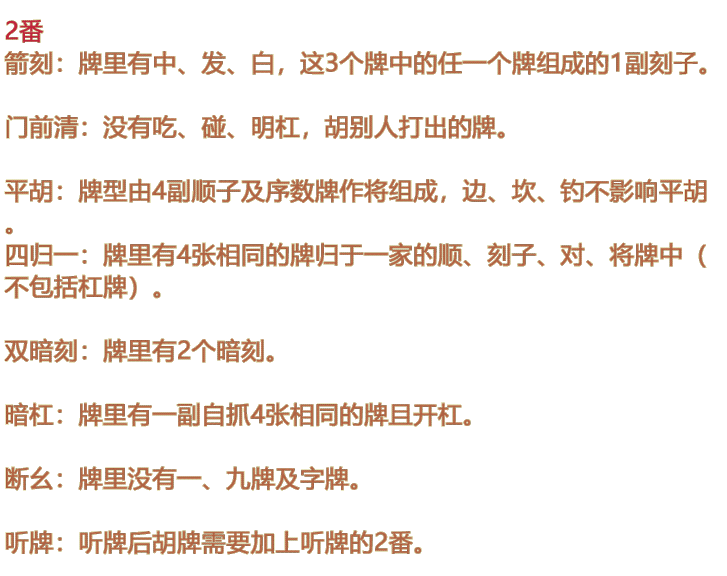 2番
箭刻：牌里有中、发、白，这3个牌中的任一个牌组成的1副刻子。
门前清：没有吃、碰、明杠，胡别人打出的牌。
平胡：牌型由4副顺子及序数牌作将组成，边、坎、钓不影响平胡
。
四归一：牌里有4张相同的牌归于一家的顺、刻子、对、将牌中（
不包括杠牌）。
双暗刻：牌里有2个暗刻。
暗杠：牌里有一副自抓4张相同的牌且开杠。
断幺：牌里没有一、九牌及字牌。
听牌：听牌后胡牌需要加上听牌的2番。